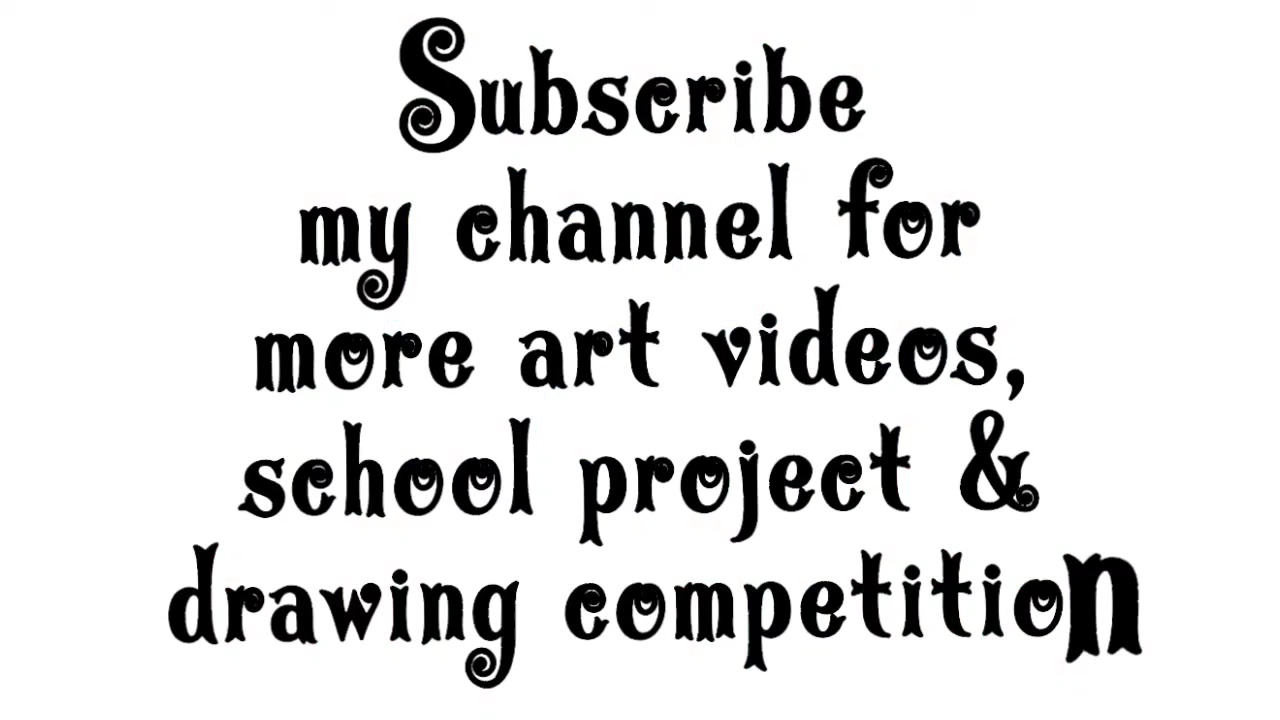 Subscribe
my channel for
more art videos,
school project &
drawing competition